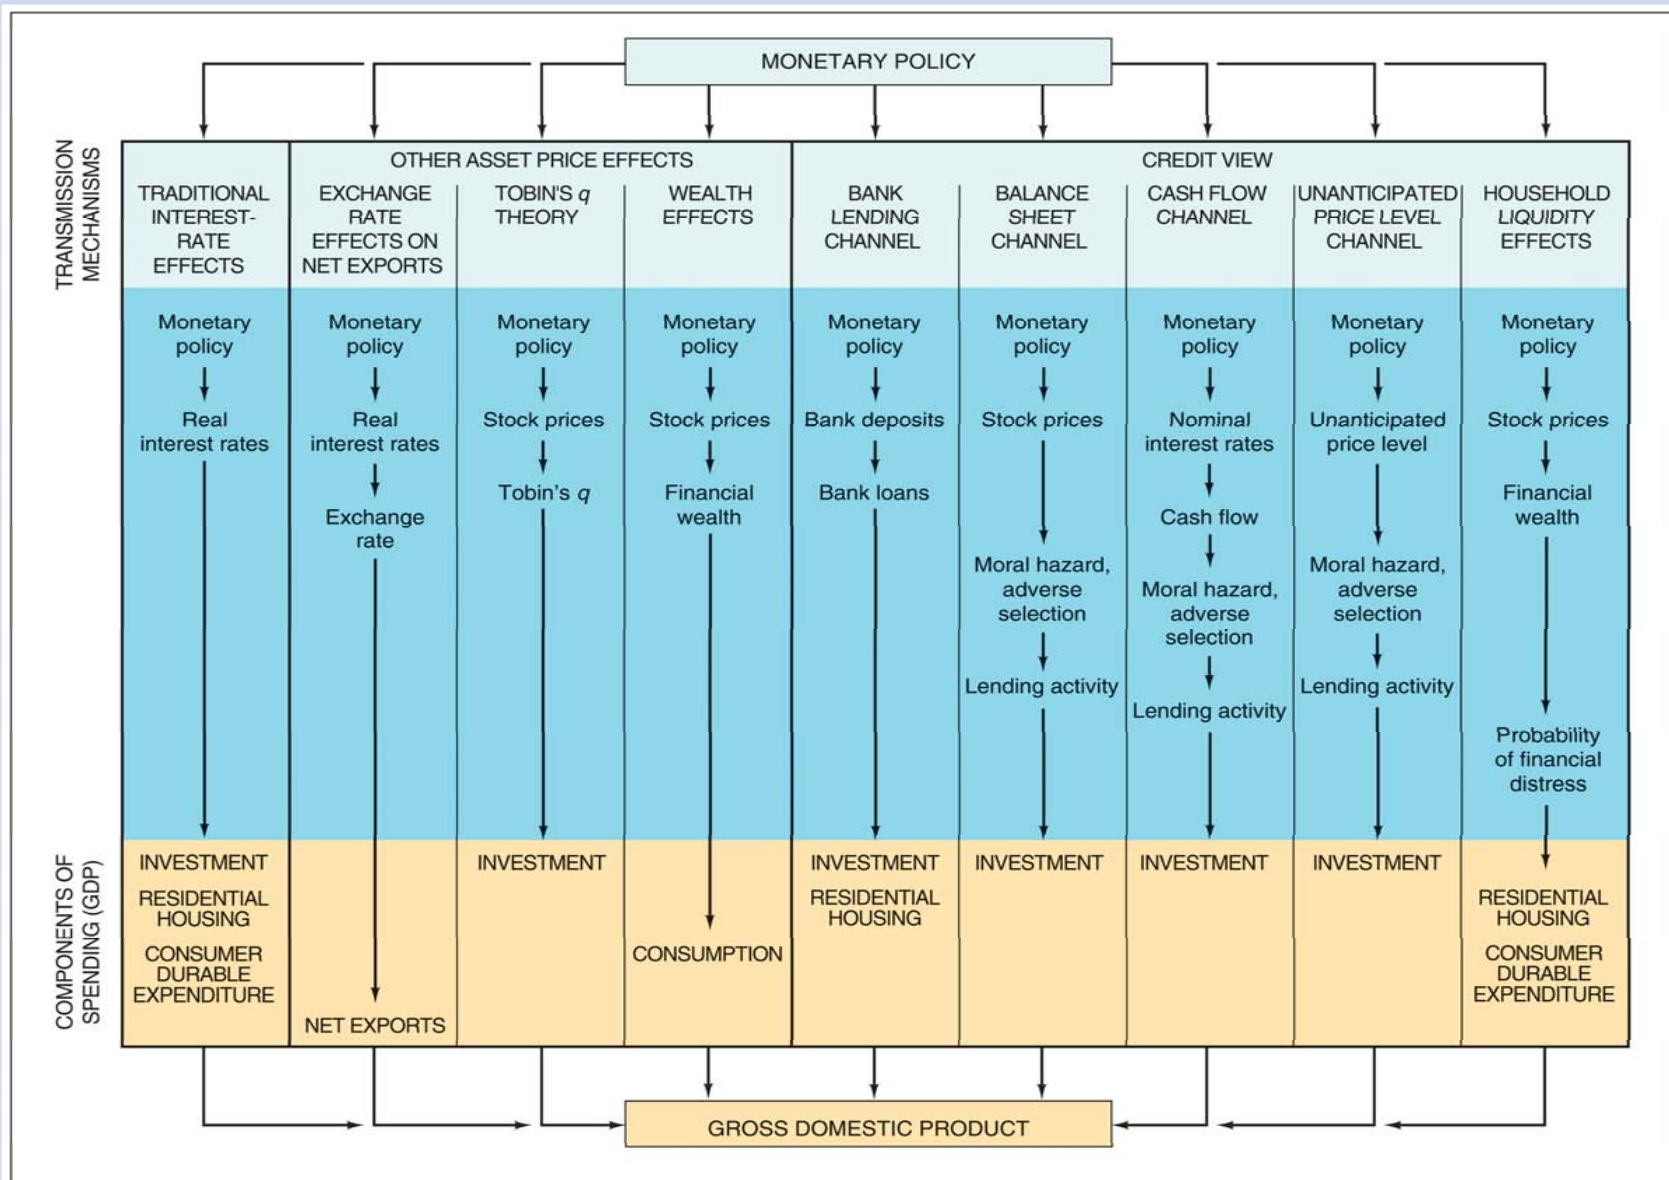 MONETARY POLICY
TRANSMISSION
MECHANISMS
OTHER ASSET PRICE EFFECTS
CREDIT VIEW
TRADITIONAL
INTEREST-
RATE
EFFECTS
EXCHANGE
RATE
EFFECTS ON
NET EXPORTS
TOBIN'S q
THEORY
WEALTH
EFFECTS
BANK
LENDING
CHANNEL
BALANCE
SHEET
CHANNEL
CASH FLOW
CHANNEL
UNANTICIPATED
PRICE LEVEL
CHANNEL
HOUSEHOLD
LIQUIDITY
EFFECTS
Monetary
policy
Real
interest rates
Monetary
policy
Real
interest rates
Exchange
rate
Monetary
policy
Stock prices
Tobin's q
Monetary
policy
Stock prices
Financial
wealth
Monetary
policy
Bank deposits
Bank loans
Monetary
policy
Stock prices
Moral hazard,
adverse
selection
Lending activity
Monetary
policy
Nominal
interest rates
Cash flow
Moral hazard,
adverse
selection
Lending activity
Monetary
policy
Unanticipated
price level
Moral hazard,
adverse
selection
Lending activity
Monetary
policy
Stock prices
Financial
wealth
Probability
of financial
distress
COMPONENTS OF
SPENDING (GDP)
INVESTMENT
RESIDENTIAL
HOUSING
CONSUMER
DURABLE
EXPENDITURE
NET EXPORTS
INVESTMENT
CONSUMPTION
INVESTMENT
RESIDENTIAL
HOUSING
INVESTMENT
INVESTMENT
INVESTMENT
RESIDENTIAL
HOUSING
CONSUMER
DURABLE
EXPENDITURE
GROSS DOMESTIC PRODUCT